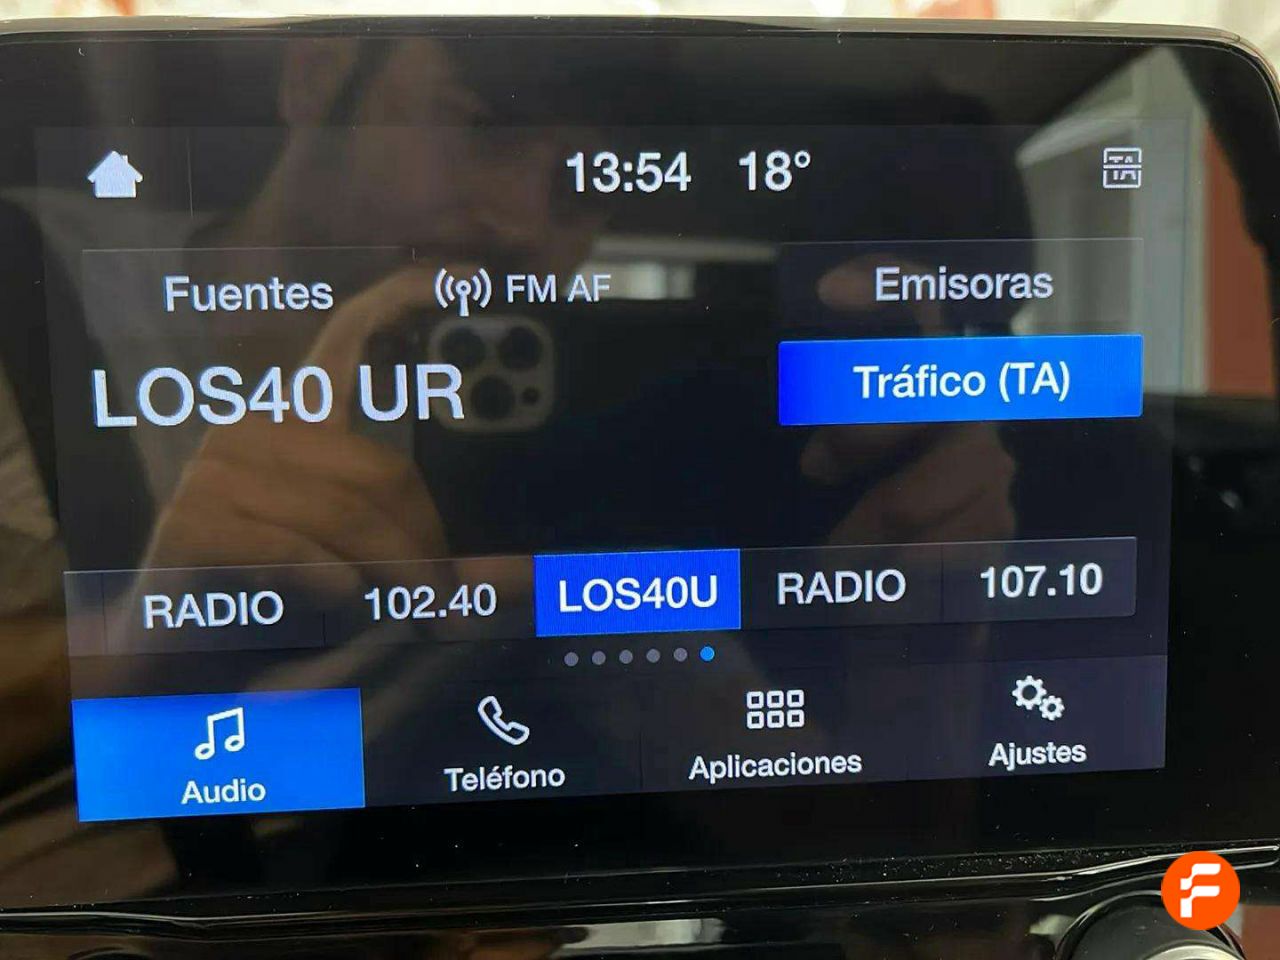 13:54 18°
TA
Fuentes FM AF Emisoras
LOS40 UR Tráfico (TA)
RADIO 102.40 LOS40U RADIO 107.10
Audio Teléfono Aplicaciones Ajustes
F